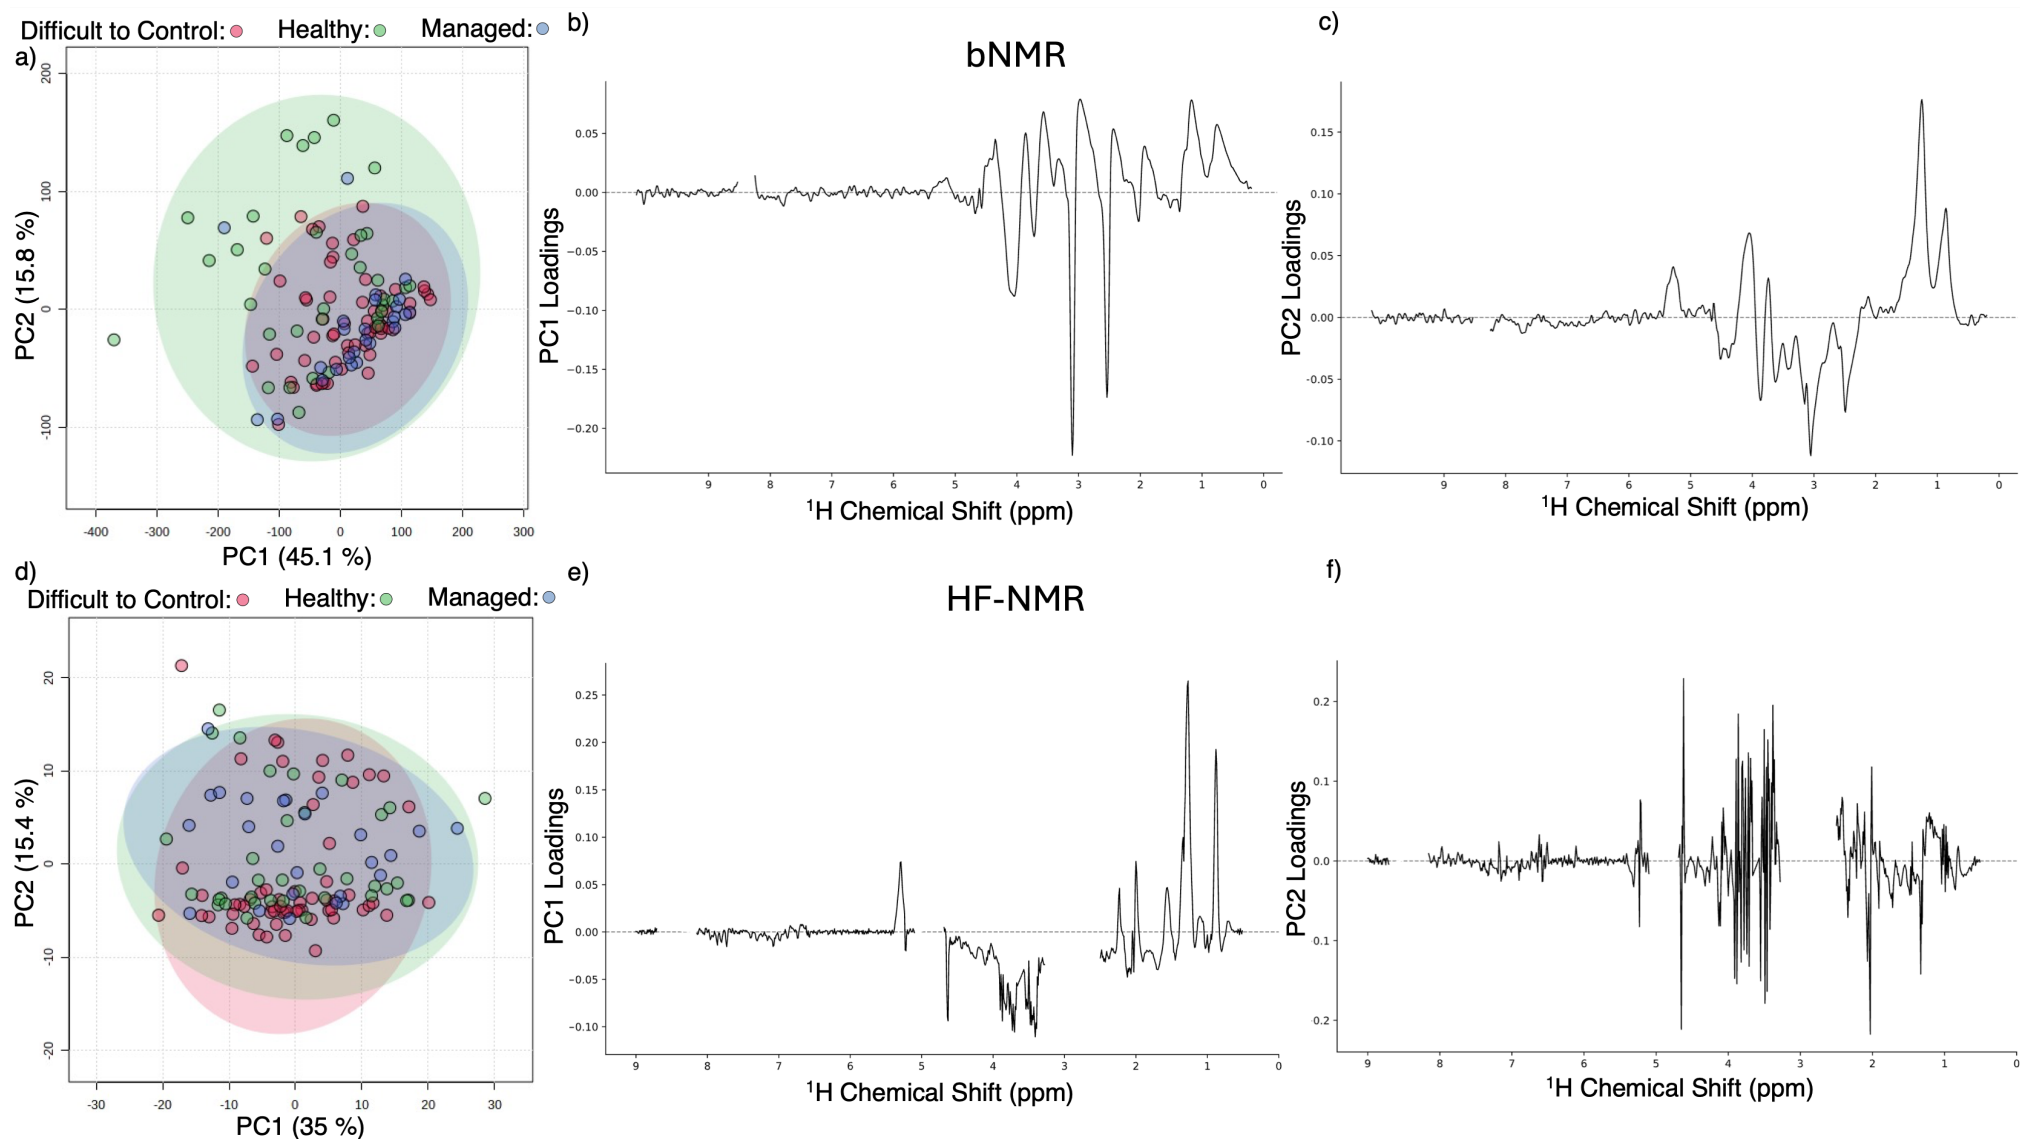 Difficult to Control: Healthy: Managed:
a)
200
100
0
-100
PC2 (15.8 %)
-400 -300 -200 -100 0 100 200 300
PC1 (45.1 %)
b)
bNMR
0.05
0.00
−0.05
−0.10
−0.15
−0.20
PC1 Loadings
9 8 7 6 5 4 3 2 1 0
1H Chemical Shift (ppm)
c)
0.15
0.10
0.05
0.00
-0.05
-0.10
PC2 Loadings
9 8 7 6 5 4 3 2 1 0
1H Chemical Shift (ppm)
d)
Difficult to Control: Healthy: Managed:
20
10
0
-10
-20
PC2 (15.4 %)
-30 -20 -10 0 10 20 30
PC1 (35 %)
e)
HF-NMR
0.25
0.20
0.15
0.10
0.05
0.00
−0.05
−0.10
PC1 Loadings
9 8 7 6 5 4 3 2 1 0
1H Chemical Shift (ppm)
f)
0.2
0.1
0.0
0.1
0.2
PC2 Loadings
9 8 7 6 5 4 3 2 1 0
1H Chemical Shift (ppm)